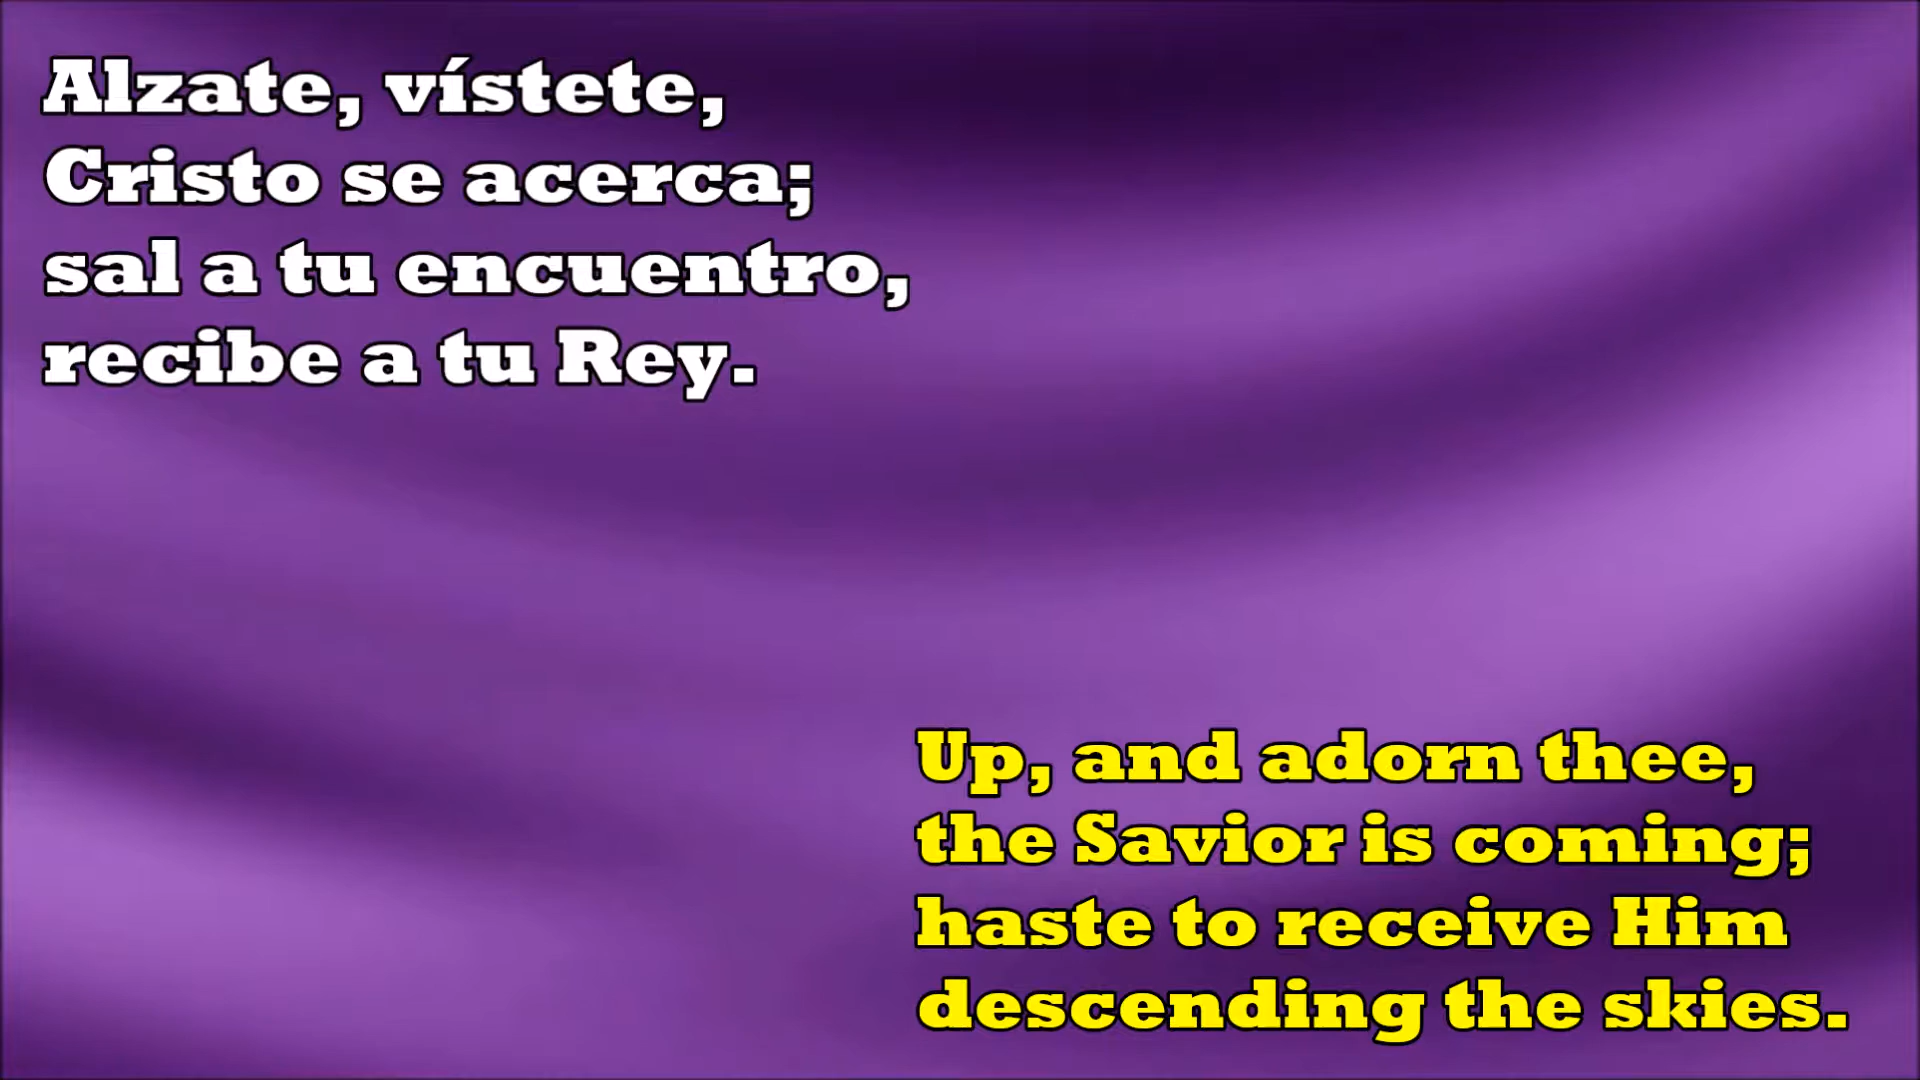 Alzate, vístete,
Cristo se acerca;
sal a tu encuentro,
recibe a tu Rey.
Up, and adorn thee,
the Savior is coming;
haste to receive Him
descending the skies.